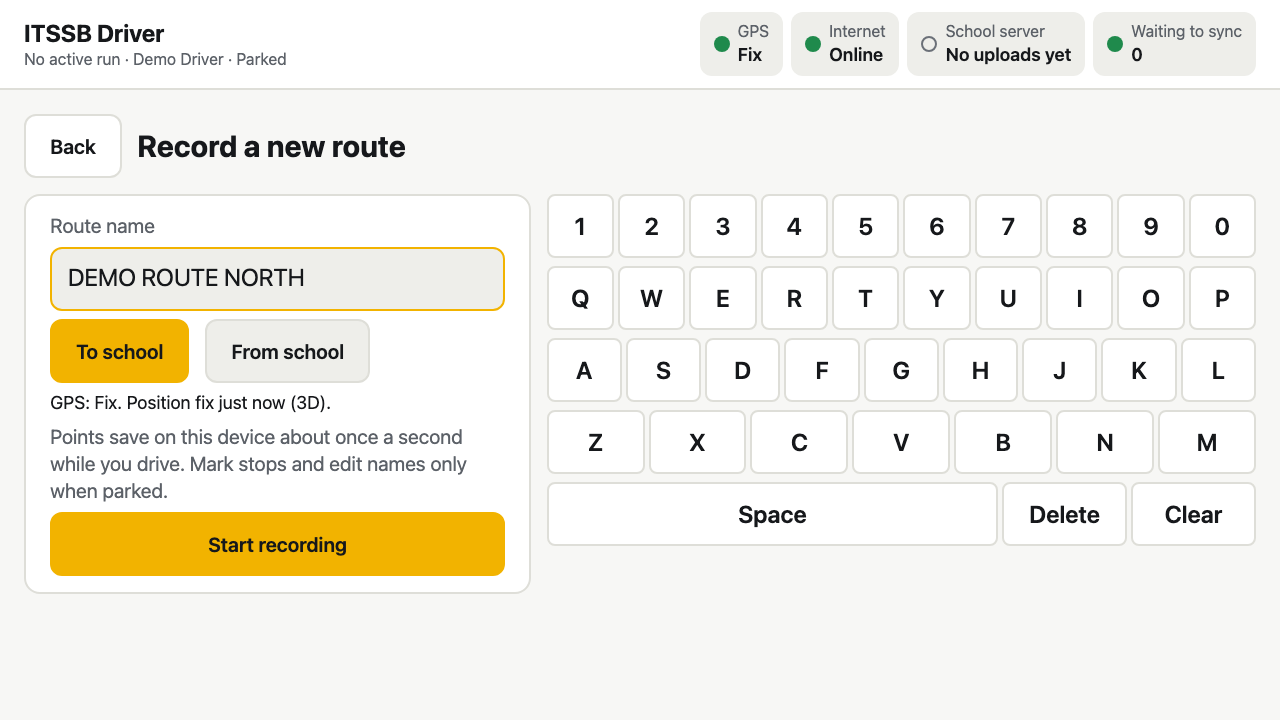 ITSSB Driver
No active run · Demo Driver · Parked
GPS
Fix
Internet
Online
School server
No uploads yet
Waiting to sync
0
Back
Record a new route
Route name
DEMO ROUTE NORTH
To school
From school
GPS: Fix. Position fix just now (3D).
Points save on this device about once a second
while you drive. Mark stops and edit names only
when parked.
Start recording
1 2 3 4 5 6 7 8 9 0
Q W E R T Y U I O P
A S D F G H J K L
Z X C V B N M
Space Delete Clear